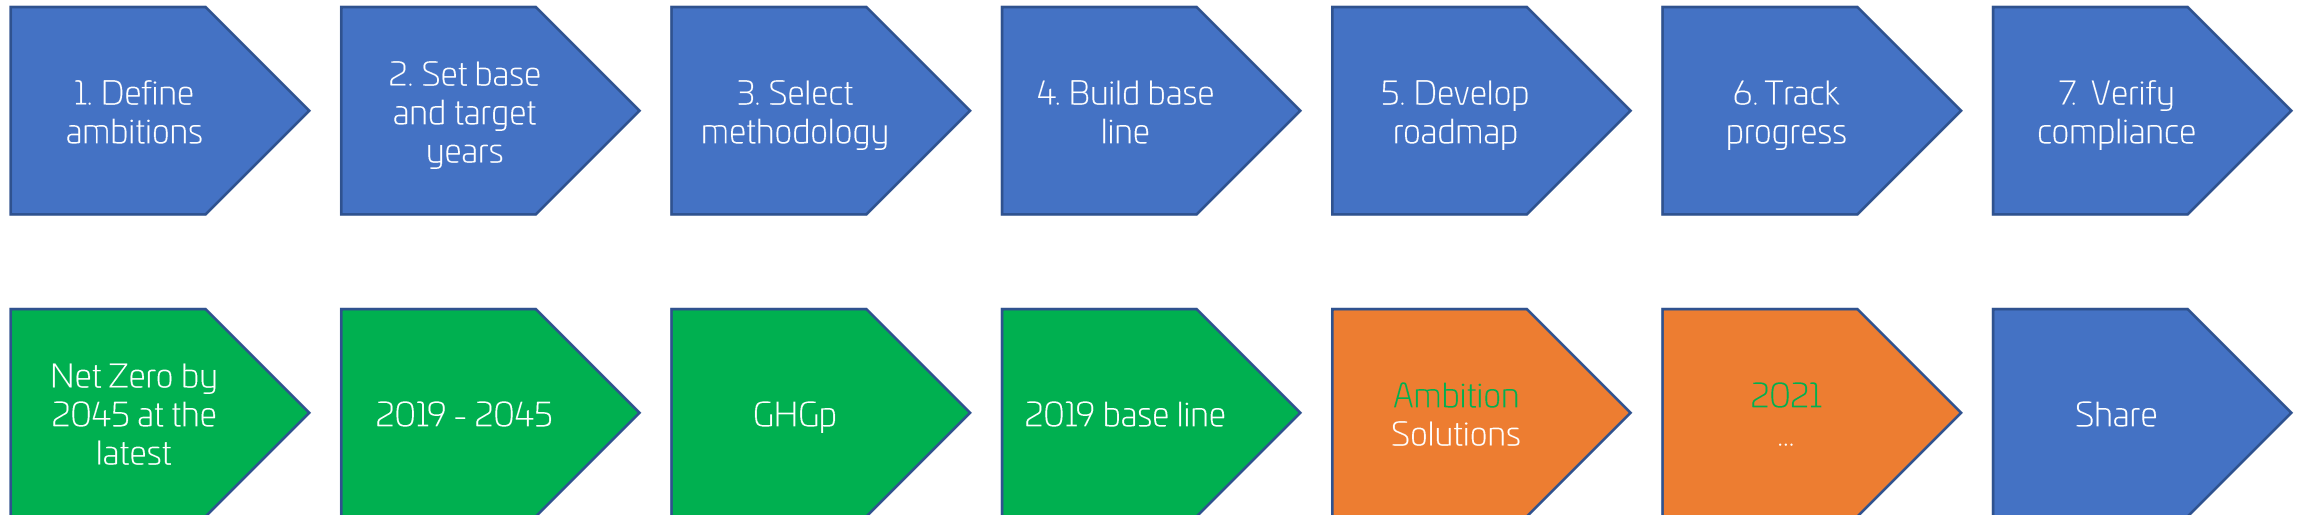 1. Define
ambitions
2. Set base
and target
years
3. Select
methodology
4. Build base
line
5. Develop
roadmap
6. Track
progress
7. Verify
compliance
Net Zero by
2045 at the
latest
2019 - 2045
GHGp
2019 base line
Ambition
Solutions
2021
...
Share